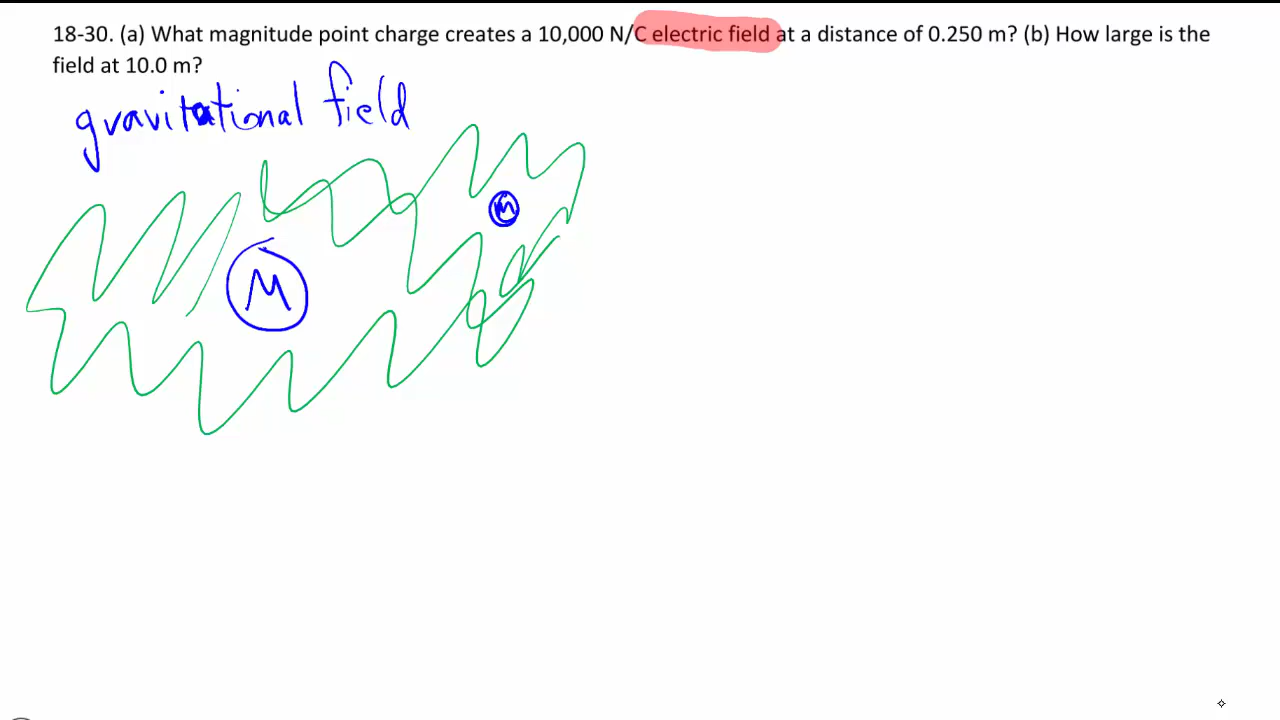 18-30. (a) What magnitude point charge creates a 10,000 N/C electric field at a distance of 0.250 m? (b) How large is the
field at 10.0 m?
gravitational field
m
M